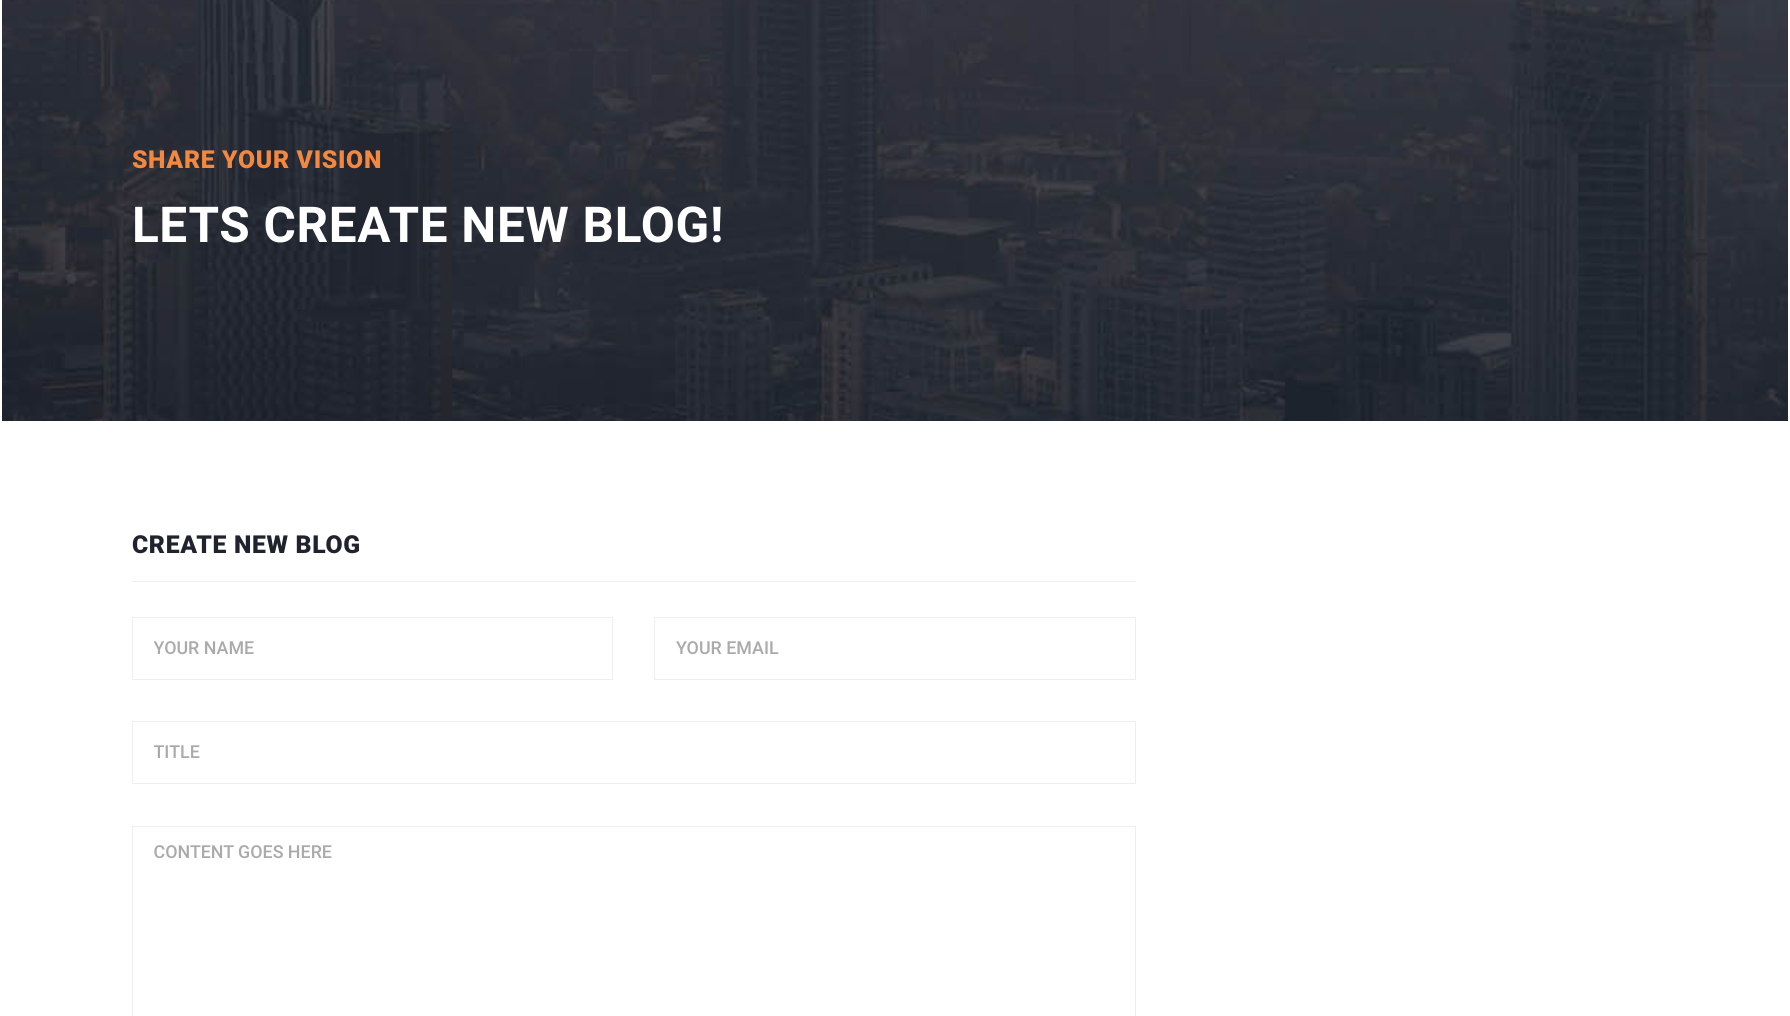 SHARE YOUR VISION
LETS CREATE NEW BLOG!
CREATE NEW BLOG
YOUR NAME
YOUR EMAIL
TITLE
CONTENT GOES HERE